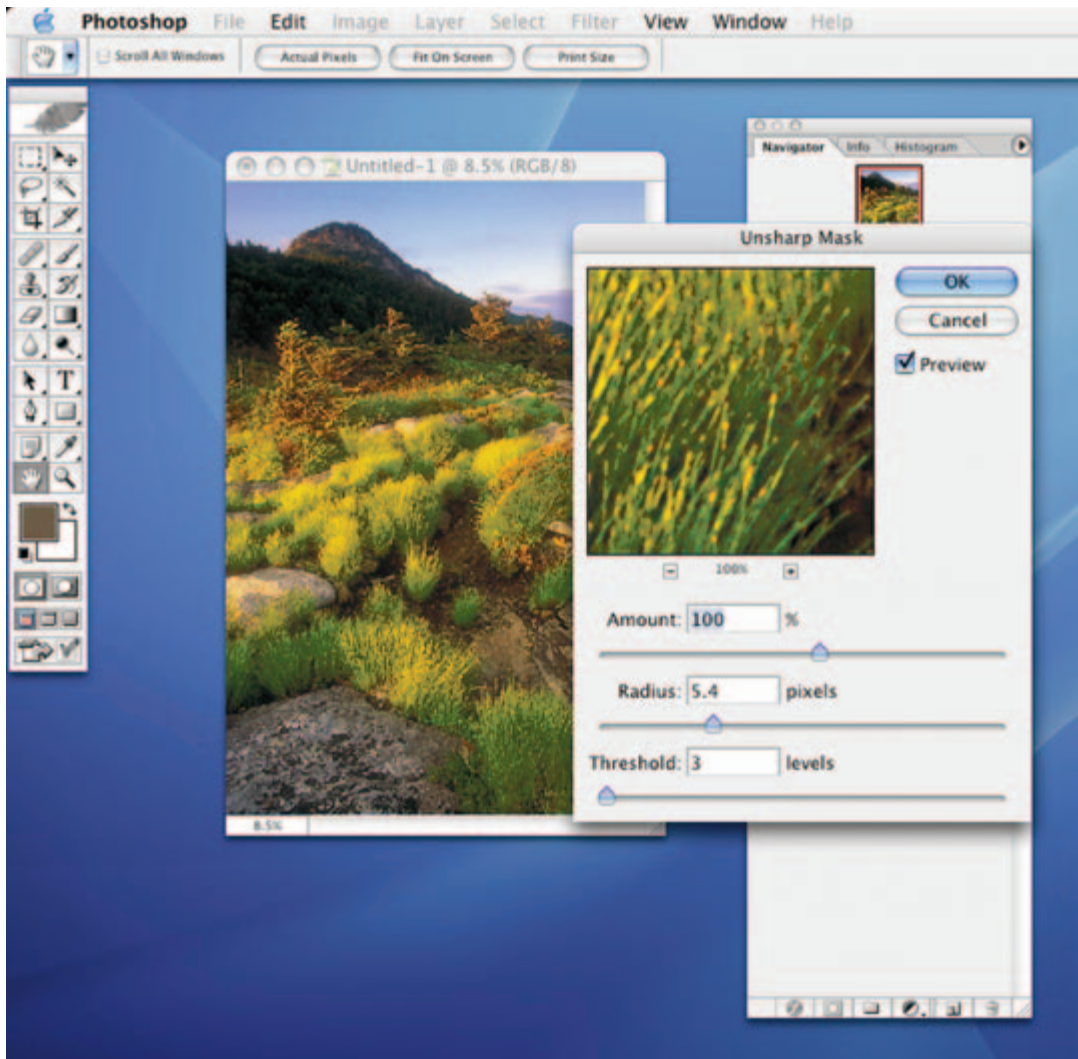 Photoshop File Edit Image Layer Select Filter View Window Help
Scroll All Windows Actual Pixels Fit On Screen Print Size
Navigator Info Histogram
Untitled-1 @ 8.5% (RGB/8)
Unsharp Mask
OK
Cancel
Preview
100%
Amount: 100 %
Radius: 5.4 pixels
Threshold: 3 levels
8.5%
T